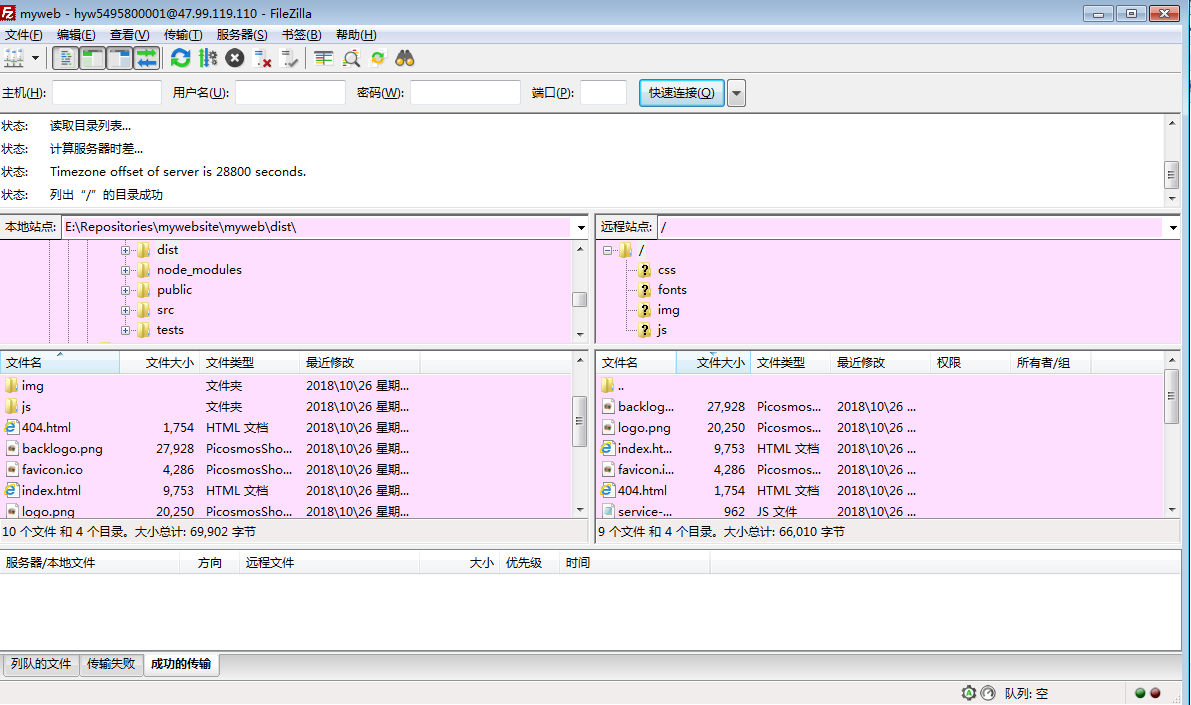 myweb - hyw5495800001@47.99.119.110 - FileZilla
文件(F) 编辑(E) 查看(V) 传输(T) 服务器(S) 书签(B) 帮助(H)
主机(H): 用户名(U): 密码(W): 端口(P): 快速连接(Q)
状态: 读取目录列表...
状态: 计算服务器时差...
状态: Timezone offset of server is 28800 seconds.
状态: 列出“/”的目录成功
本地站点: E:\Repositories\mywebsite\myweb\dist\
dist
node_modules
public
src
tests
远程站点: /
/
css
fonts
img
js
文件名 文件大小 文件类型 最近修改
img 文件夹 2018\10\26 星期...
js 文件夹 2018\10\26 星期...
404.html 1,754 HTML 文档 2018\10\26 星期...
backlogo.png 27,928 PicosmosSho... 2018\10\26 星期...
favicon.ico 4,286 PicosmosSho... 2018\10\26 星期...
index.html 9,753 HTML 文档 2018\10\26 星期...
logo.png 20,250 PicosmosSho... 2018\10\26 星期...
10 个文件 和 4 个目录。大小总计: 69,902 字节
文件名 文件大小 文件类型 最近修改 权限 所有者/组
..
backlog... 27,928 Picosmos... 2018\10\26 ...
logo.png 20,250 Picosmos... 2018\10\26 ...
index.ht... 9,753 HTML 文档 2018\10\26 ...
favicon.i... 4,286 Picosmos... 2018\10\26 ...
404.html 1,754 HTML 文档 2018\10\26 ...
service-... 962 JS 文件 2018\10\26 ...
9 个文件 和 4 个目录。大小总计: 66,010 字节
服务器/本地文件 方向 远程文件 大小 优先级 时间
列队的文件 传输失败 成功的传输
队列: 空